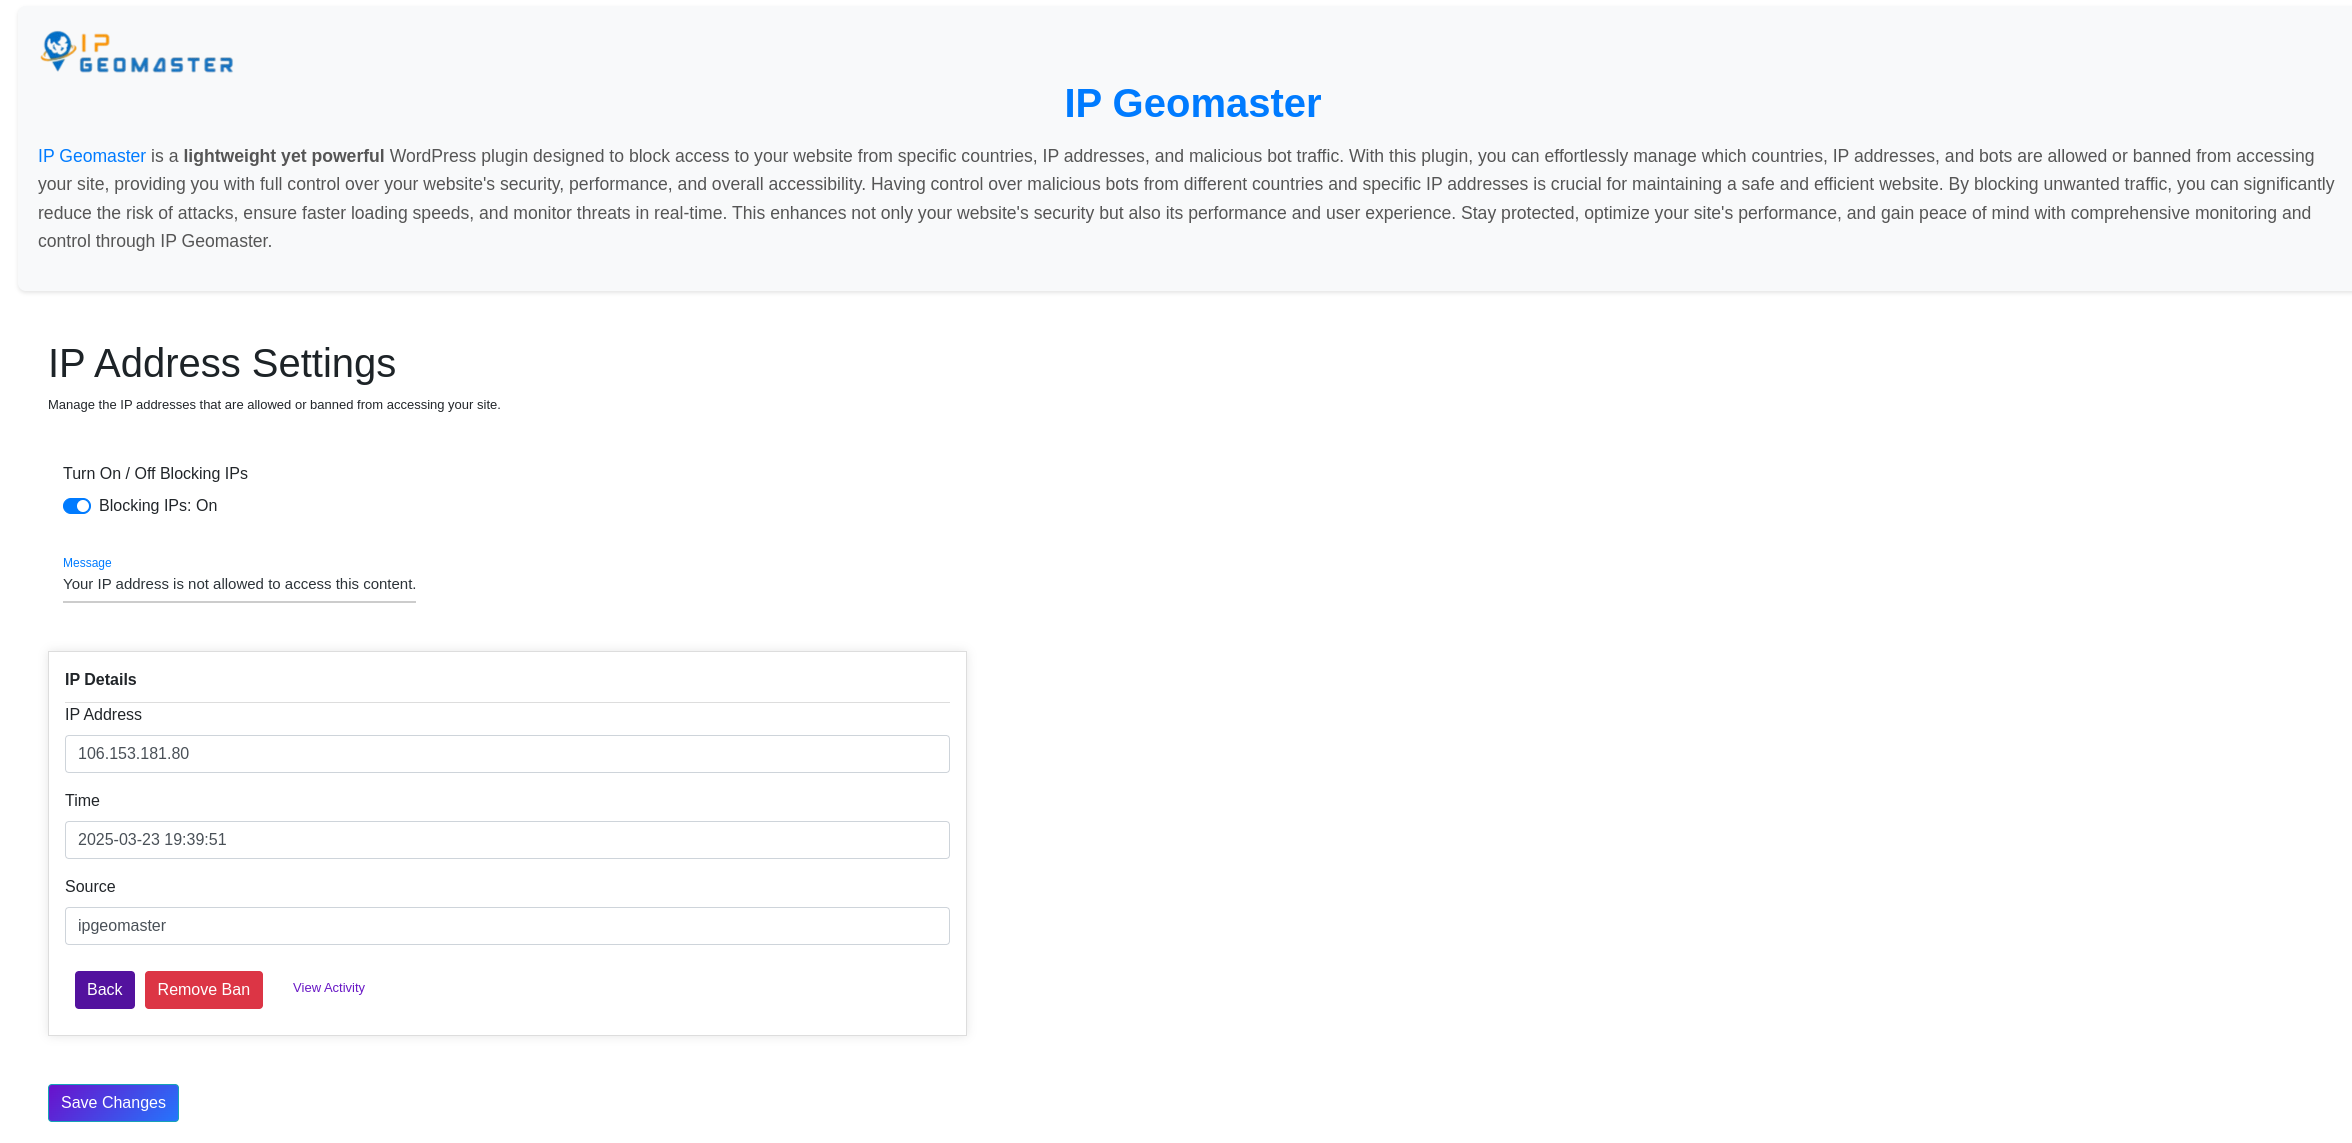 IP
GEOMASTER
IP Geomaster
IP Geomaster is a lightweight yet powerful WordPress plugin designed to block access to your website from specific countries, IP addresses, and malicious bot traffic. With this plugin, you can effortlessly manage which countries, IP addresses, and bots are allowed or banned from accessing
your site, providing you with full control over your website's security, performance, and overall accessibility. Having control over malicious bots from different countries and specific IP addresses is crucial for maintaining a safe and efficient website. By blocking unwanted traffic, you can significantly
reduce the risk of attacks, ensure faster loading speeds, and monitor threats in real-time. This enhances not only your website's security but also its performance and user experience. Stay protected, optimize your site's performance, and gain peace of mind with comprehensive monitoring and
control through IP Geomaster.
IP Address Settings
Manage the IP addresses that are allowed or banned from accessing your site.
Turn On / Off Blocking IPs
Blocking IPs: On
Message
Your IP address is not allowed to access this content.
IP Details
IP Address
106.153.181.80
Time
2025-03-23 19:39:51
Source
ipgeomaster
Back Remove Ban View Activity
Save Changes